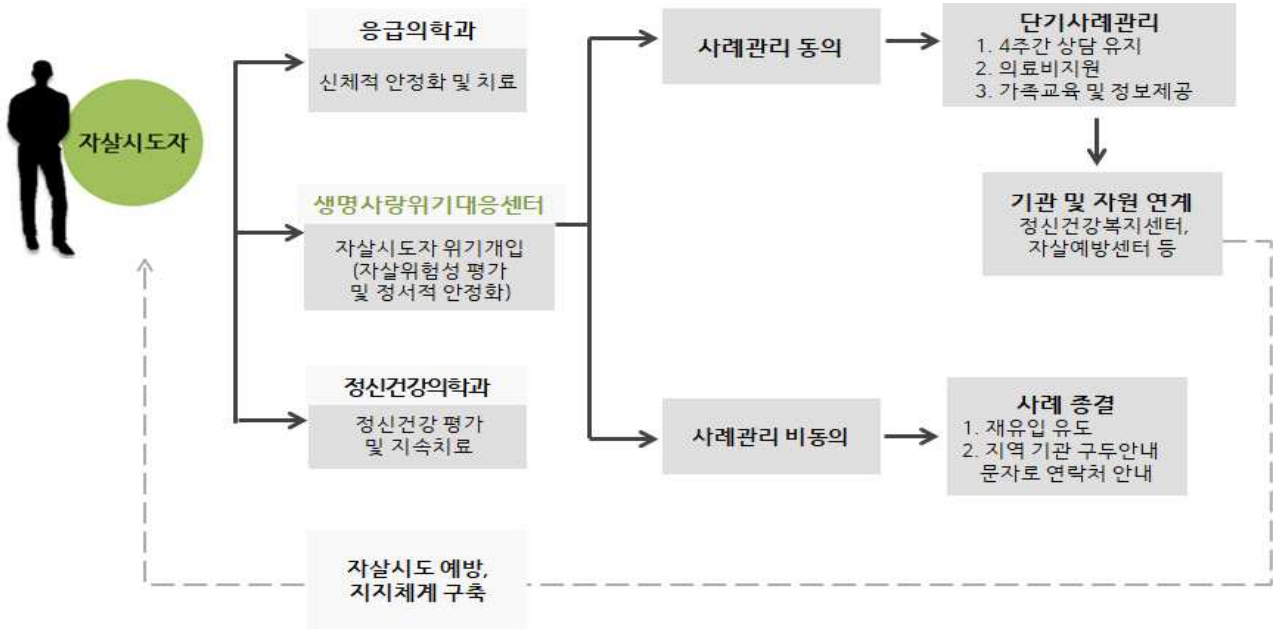 자살시도자
응급의학과
신체적 안정화 및 치료
생명사랑위기대응센터
자살시도자 위기개입
(자살위험성 평가
및 정서적 안정화)
정신건강의학과
정신건강 평가
및 지속치료
사례관리 동의
단기사례관리
1. 4주간 상담 유지
2. 의료비지원
3. 가족교육 및 정보제공
기관 및 자원 연계
정신건강복지센터,
자살예방센터 등
사례관리 비동의
사례 종결
1. 재유입 유도
2. 지역 기관 구두안내
문자로 연락처 안내
자살시도 예방,
지지체계 구축